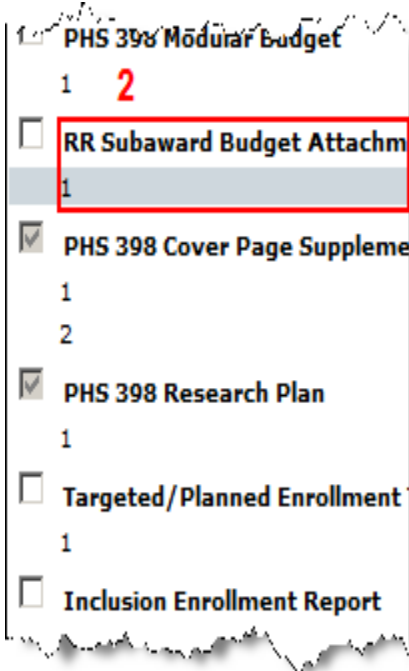 PHS 398 Modular Budget
1 2
RR Subaward Budget Attachm
1
PHS 398 Cover Page Suppleme
1
2
PHS 398 Research Plan
1
Targeted/Planned Enrollment
1
Inclusion Enrollment Report